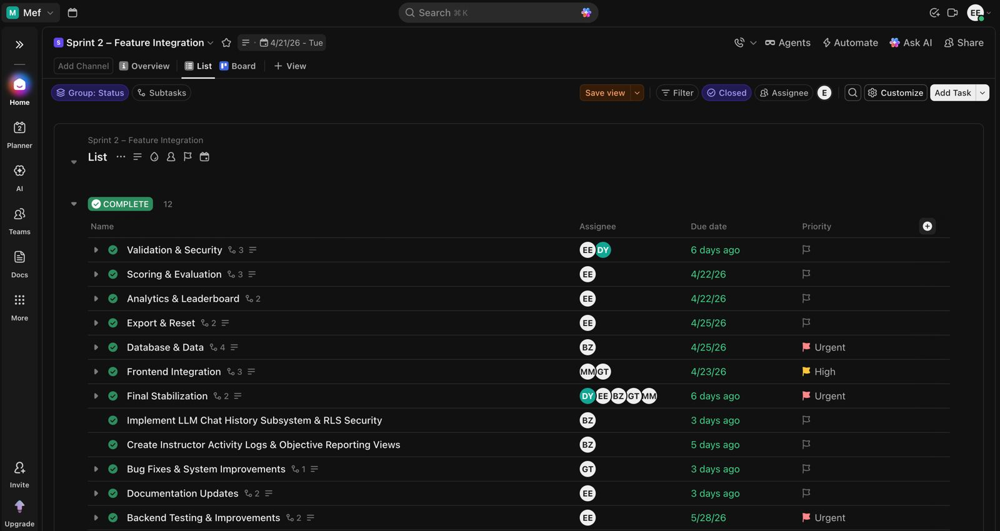 M Mef
Search ⌘K
EE
S Sprint 2 – Feature Integration
· 4/21/26 - Tue
Agents
Automate
Ask AI
Share
Add Channel
Overview
List
Board
+ View
Group: Status
Subtasks
Save view
Filter
Closed
Assignee
E
Customize
Add Task
Home
2
Planner
AI
Teams
Docs
More
Invite
Upgrade
Sprint 2 – Feature Integration
List ···
COMPLETE 12
Name Assignee Due date Priority
Validation & Security 3 EE DY 6 days ago
Scoring & Evaluation 3 EE 4/22/26
Analytics & Leaderboard 2 EE 4/22/26
Export & Reset 2 EE 4/25/26
Database & Data 4 BZ 4/25/26 Urgent
Frontend Integration 3 MM GT 4/23/26 High
Final Stabilization 2 DY EE BZ GT MM 6 days ago Urgent
Implement LLM Chat History Subsystem & RLS Security BZ 3 days ago
Create Instructor Activity Logs & Objective Reporting Views BZ 5 days ago
Bug Fixes & System Improvements 1 GT 3 days ago
Documentation Updates 2 EE 3 days ago
Backend Testing & Improvements 2 EE 5/28/26 Urgent